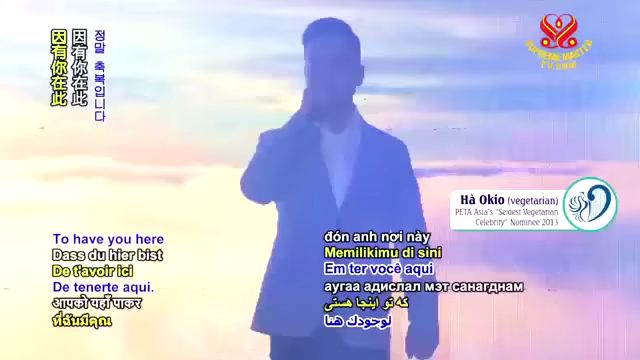 因有你在此
因有你在此
정말 축복입니다
SUPREME MASTER
TV
Hà Okio (vegetarian)
PETA Asia's "Sexiest Vegetarian
Celebrity" Nominee 2013
To have you here
Dass du hier bist
De t'avoir ici
De tenerte aquí.
आपको यहाँ पाकर
ที่ฉันมีคุณ
đón anh nơi này
Memilikimu di sini
Em ter você aqui
аугаа адислал мэт санагднам
که تو اینجا هستی
لوجودك هنا